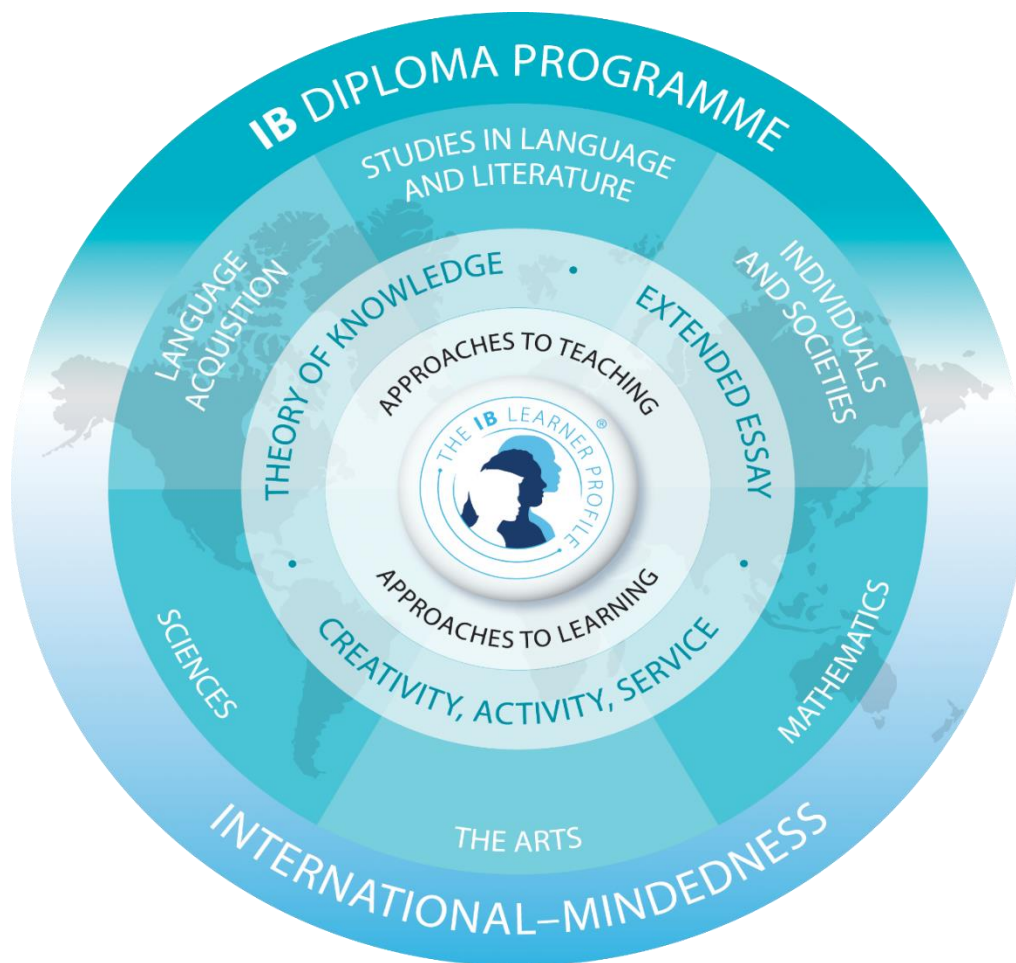 IB DIPLOMA PROGRAMME
STUDIES IN LANGUAGE
AND LITERATURE
LANGUAGE
ACQUISITION
INDIVIDUALS
AND SOCIETIES
THEORY OF KNOWLEDGE
•
EXTENDED ESSAY
APPROACHES TO TEACHING
• THE IB LEARNER PROFILE •
®
APPROACHES TO LEARNING
•
CREATIVITY, ACTIVITY, SERVICE
•
SCIENCES
MATHEMATICS
THE ARTS
INTERNATIONAL–MINDEDNESS